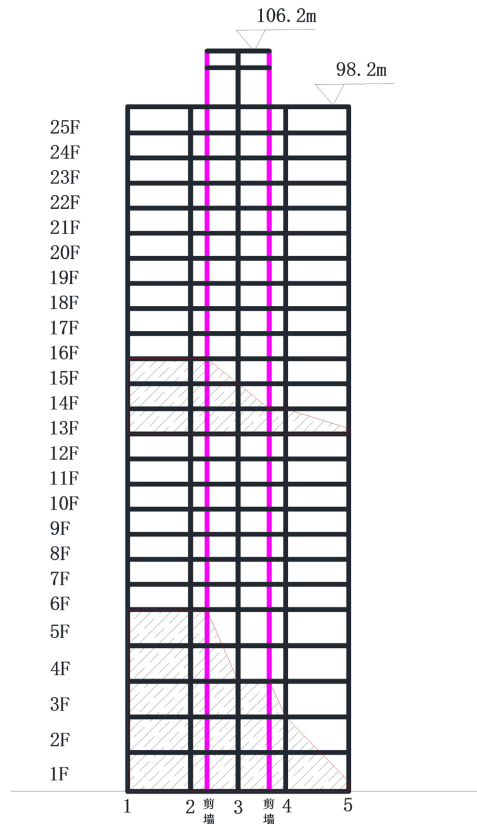 106.2m
98.2m
25F
24F
23F
22F
21F
20F
19F
18F
17F
16F
15F
14F
13F
12F
11F
10F
9F
8F
7F
6F
5F
4F
3F
2F
1F
1 2 剪墙 3 剪墙 4 5